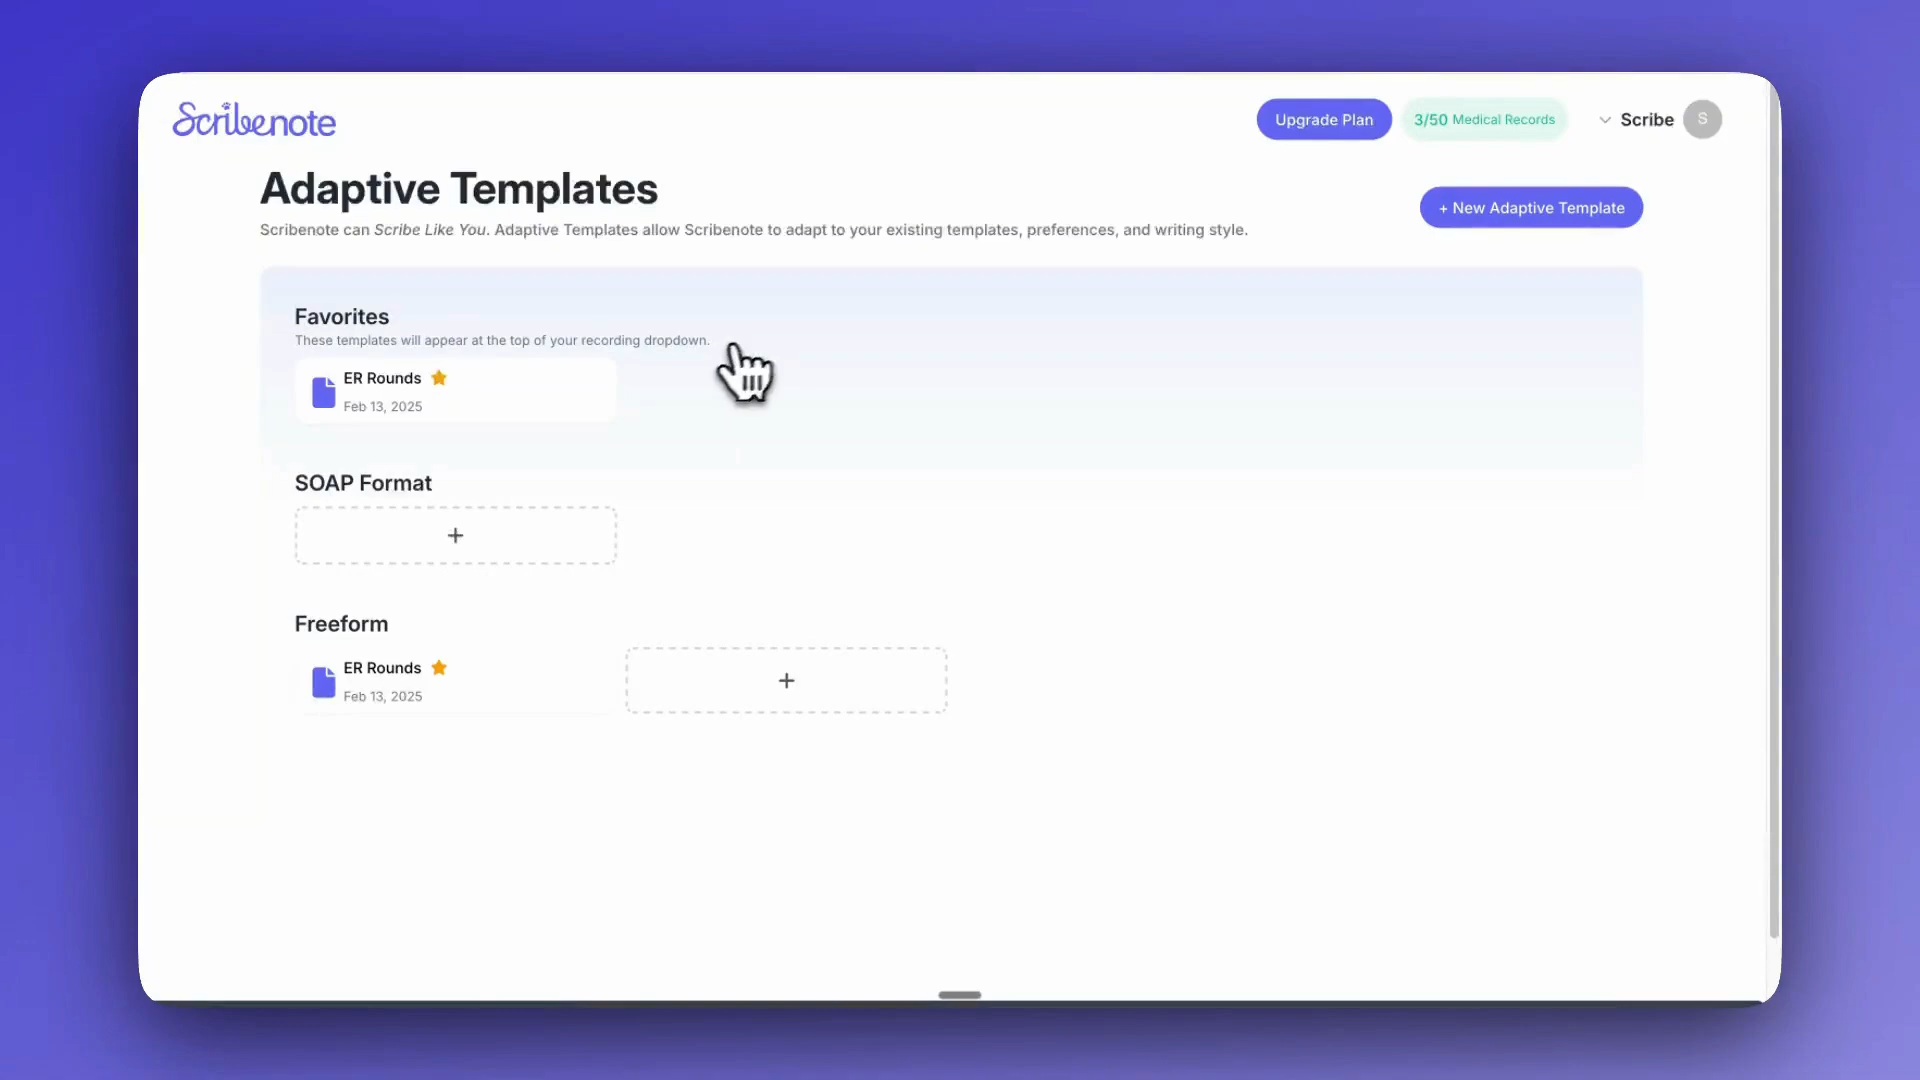 Scribenote
Upgrade Plan
3/50 Medical Records
Scribe
S
Adaptive Templates
Scribenote can Scribe Like You. Adaptive Templates allow Scribenote to adapt to your existing templates, preferences, and writing style.
+ New Adaptive Template
Favorites
These templates will appear at the top of your recording dropdown.
ER Rounds
Feb 13, 2025
SOAP Format
+
Freeform
ER Rounds
Feb 13, 2025
+